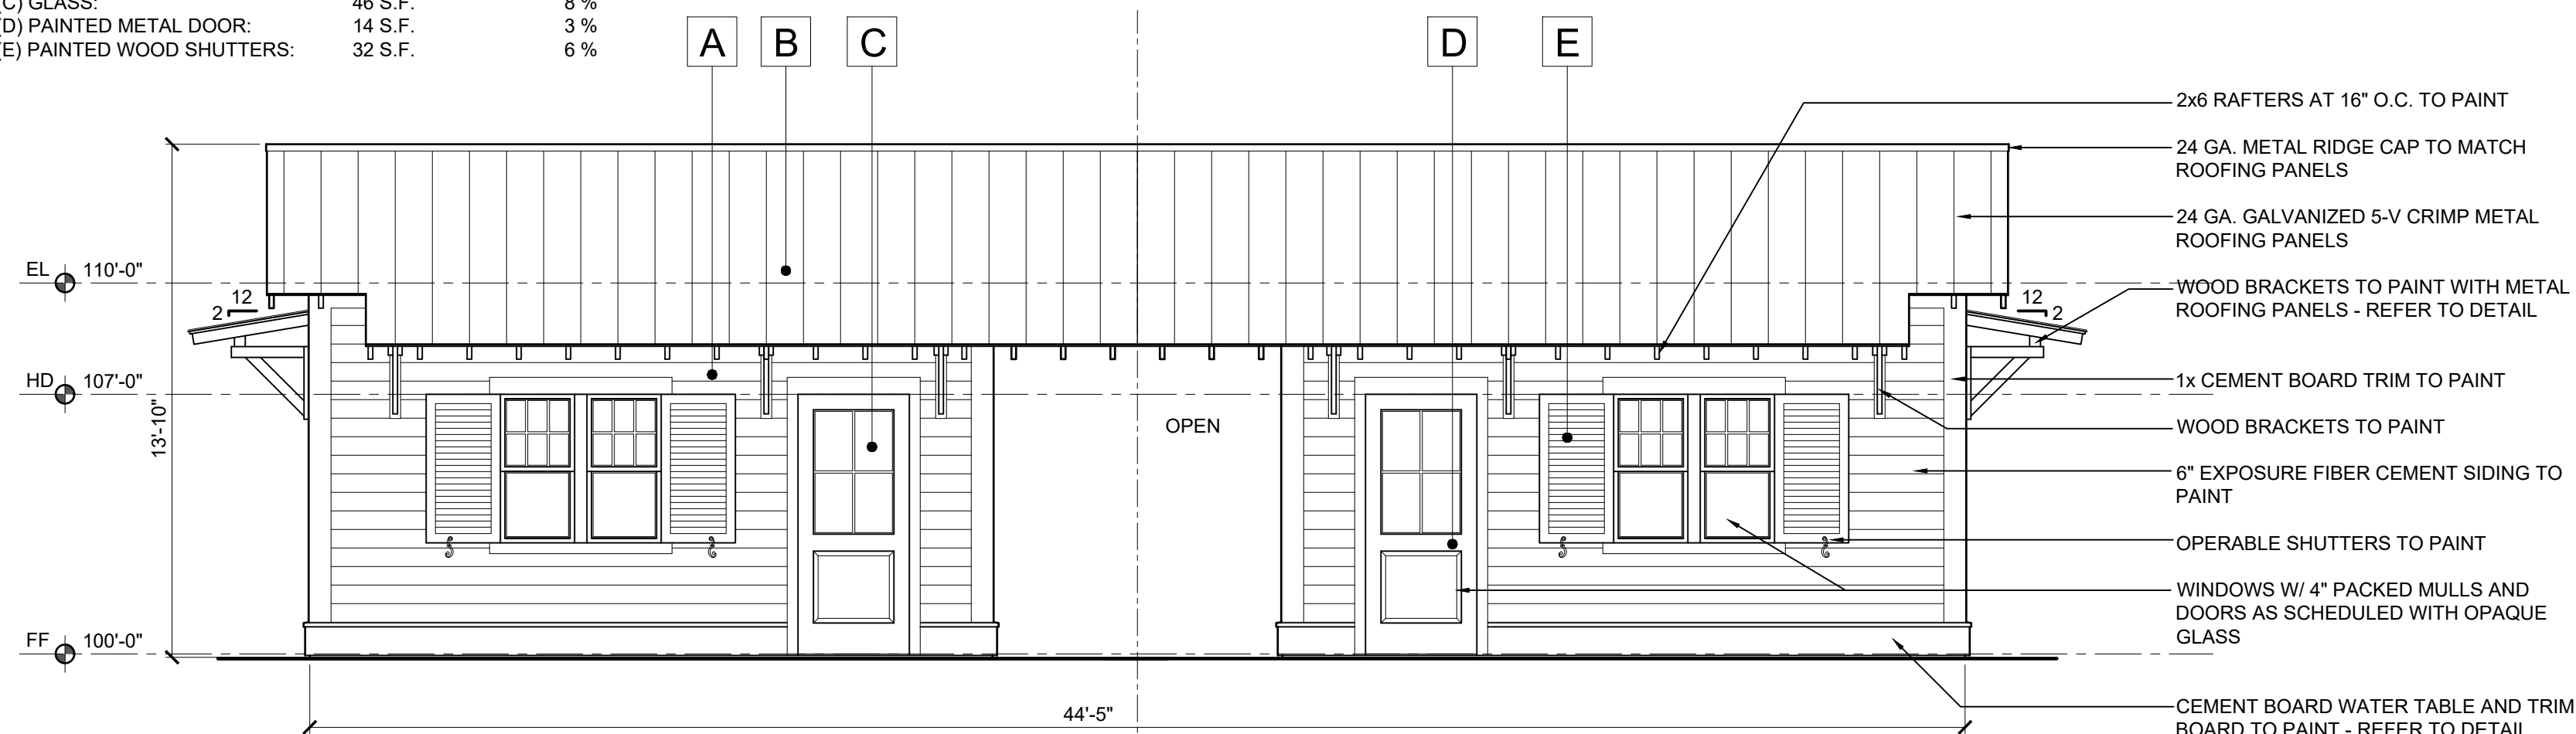 (C) GLASS: 46 S.F. 8 %
(D) PAINTED METAL DOOR: 14 S.F. 3 %
(E) PAINTED WOOD SHUTTERS: 32 S.F. 6 %
A B C D E
2x6 RAFTERS AT 16" O.C. TO PAINT
24 GA. METAL RIDGE CAP TO MATCH
ROOFING PANELS
24 GA. GALVANIZED 5-V CRIMP METAL
ROOFING PANELS
EL 110'-0"
WOOD BRACKETS TO PAINT WITH METAL
ROOFING PANELS - REFER TO DETAIL
12
2
12
2
HD 107'-0"
1x CEMENT BOARD TRIM TO PAINT
13'-10"
OPEN
WOOD BRACKETS TO PAINT
6" EXPOSURE FIBER CEMENT SIDING TO
PAINT
OPERABLE SHUTTERS TO PAINT
WINDOWS W/ 4" PACKED MULLS AND
DOORS AS SCHEDULED WITH OPAQUE
GLASS
FF 100'-0"
44'-5"
CEMENT BOARD WATER TABLE AND TRIM
BOARD TO PAINT - REFER TO DETAIL